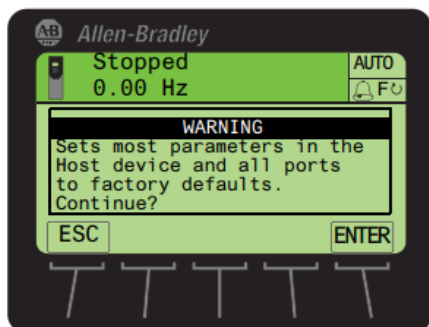 AB Allen-Bradley
Stopped AUTO
0.00 Hz F
WARNING
Sets most parameters in the
Host device and all ports
to factory defaults.
Continue?
ESC ENTER